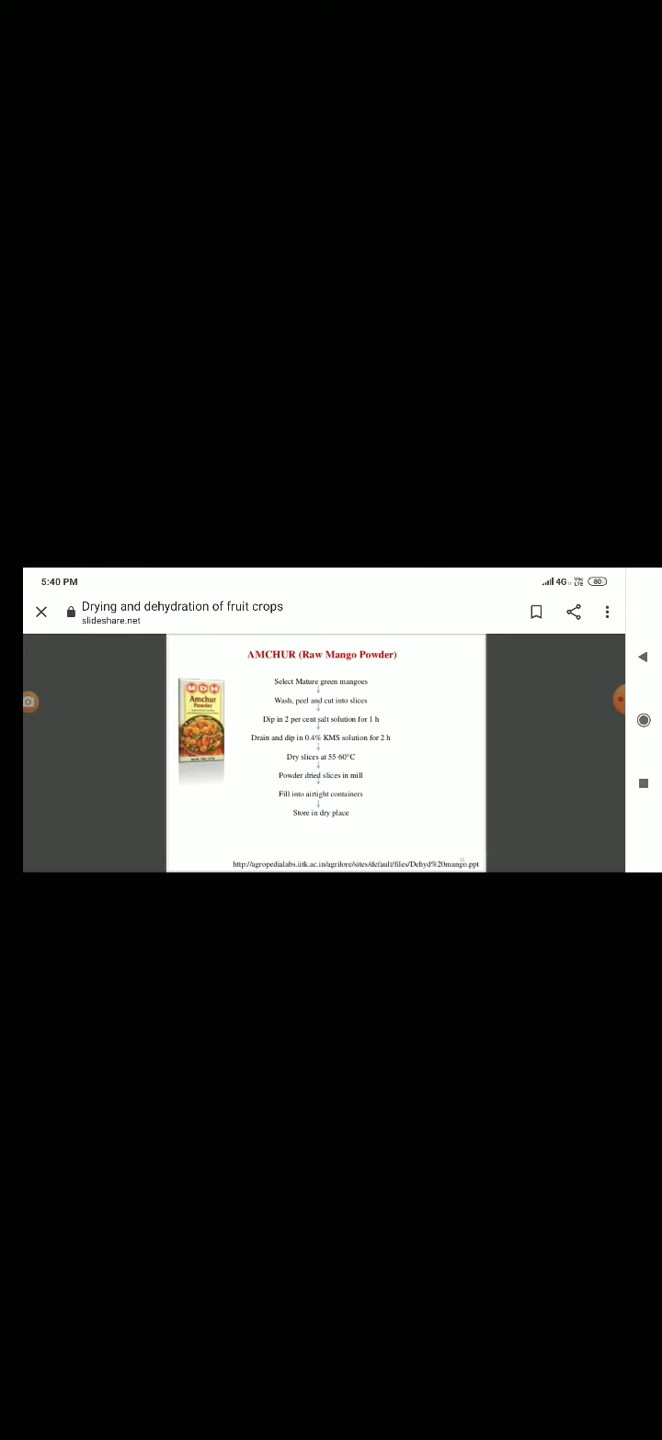 5:40 PM
4G
Vo
LTE
80
Drying and dehydration of fruit crops
slideshare.net
AMCHUR (Raw Mango Powder)
MDH
Amchur
Powder
Select Mature green mangoes
↓
Wash, peel and cut into slices
↓
Dip in 2 per cent salt solution for 1 h
↓
Drain and dip in 0.4% KMS solution for 2 h
↓
Dry slices at 55-60°C
↓
Powder dried slices in mill
↓
Fill into airtight containers
↓
Store in dry place
http://agropedialabs.iitk.ac.in/agrilore/sites/default/files/Dehyd%20mango.ppt